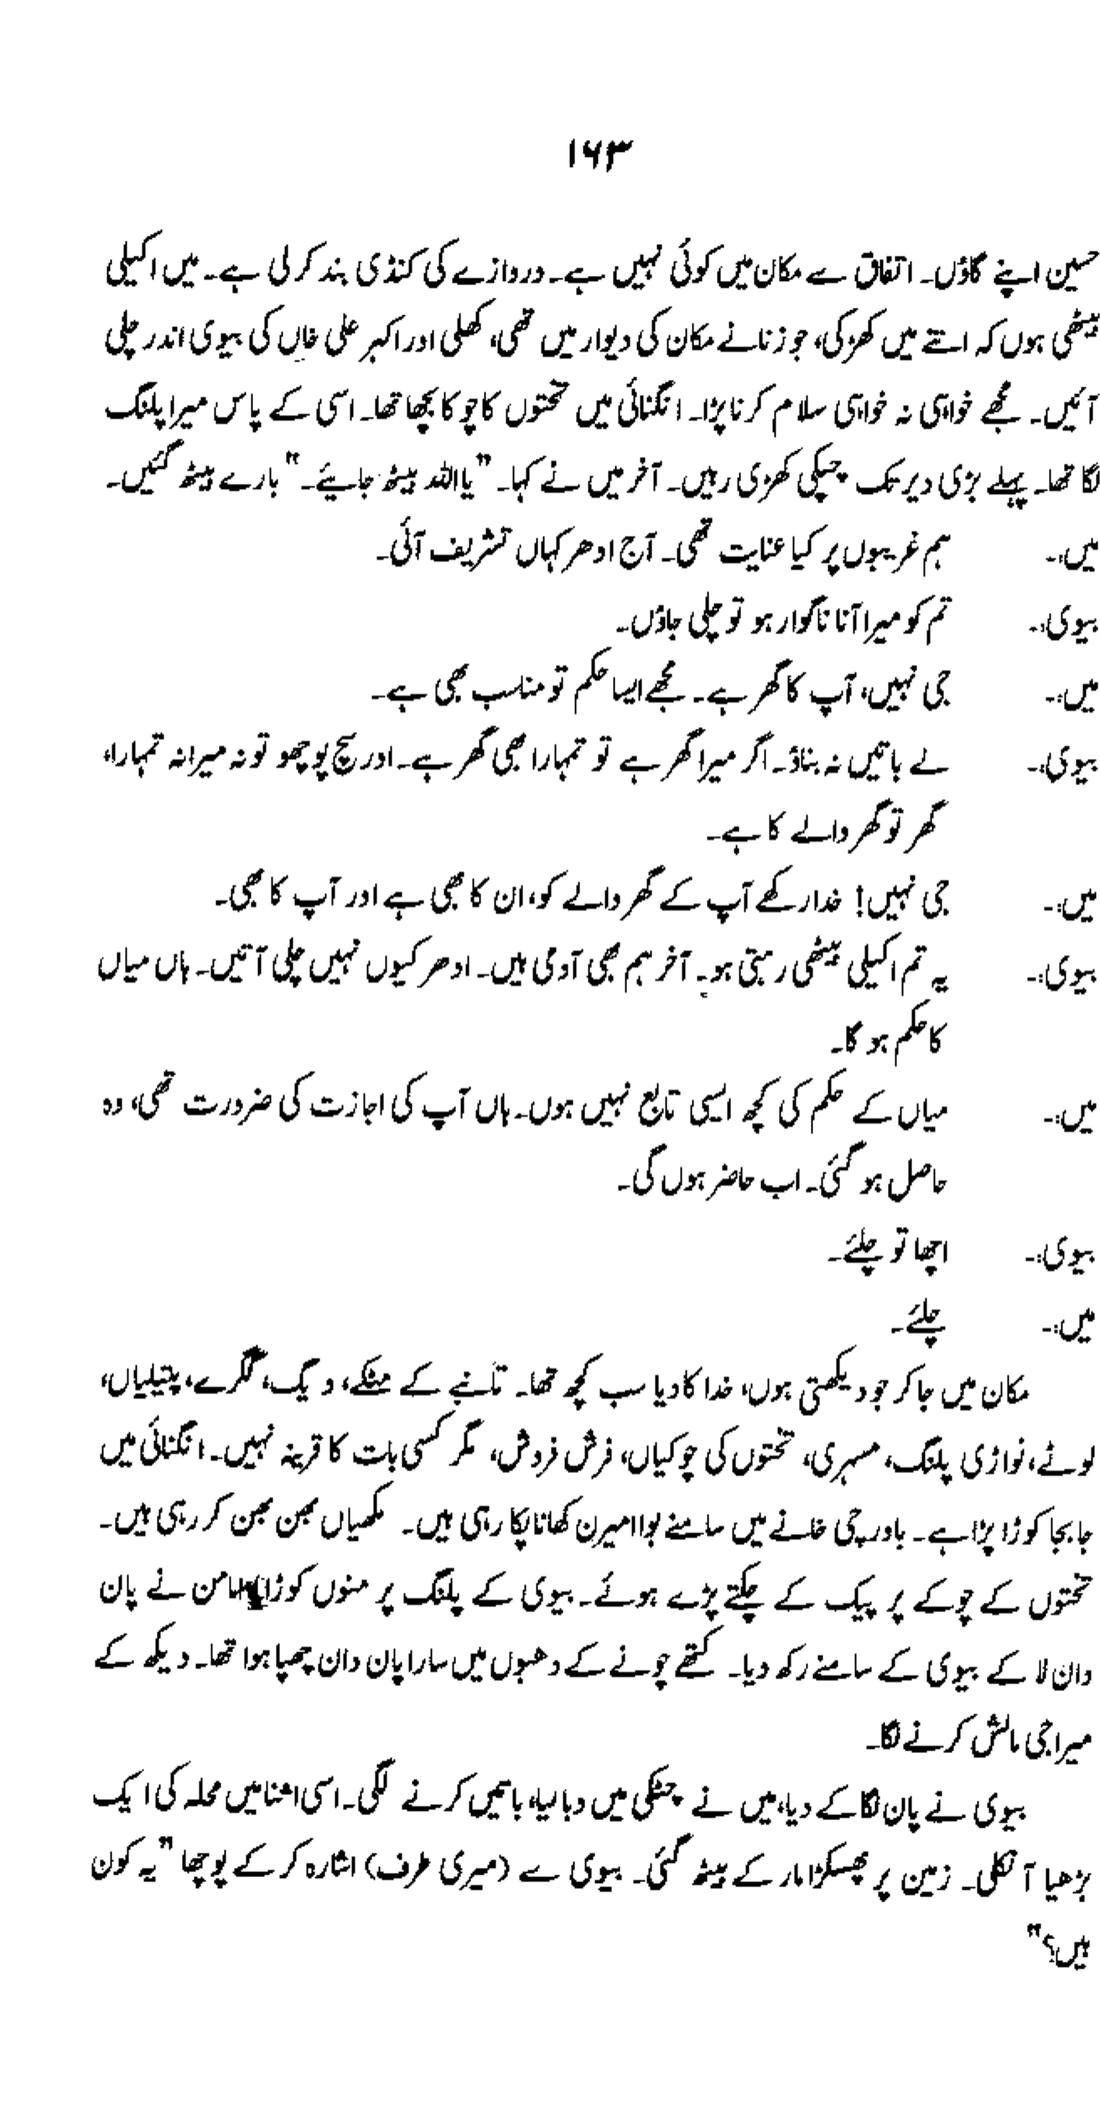 ۱۶۳
حسین اپنے گاؤں۔ اتفاق سے مکان میں کوئی نہیں ہے۔ دروازے کی کنڈی بند کر لی ہے۔ میں اکیلی
بیٹھی ہوں کہ اتنے میں کھڑکی، جو زنانے مکان کی دیوار میں تھی، کھلی اور اکبر علی خاں کی بیوی اندر چلی
آئیں۔ مجھے خواہی نہ خواہی سلام کرنا پڑا۔ انگنائی میں تختوں کا چوکا بچھا تھا۔ اسی کے پاس میرا پلنگ
لگا تھا۔ پہلے بڑی دیر تک چپکی کھڑی رہیں۔ آخر میں نے کہا۔ "یا اللہ بیٹھ جایئے۔" بارے بیٹھ گئیں۔
میں:۔ ہم غریبوں پر کیا عنایت تھی۔ آج ادھر کہاں تشریف آئی۔
بیوی:۔ تم کو میرا آنا ناگوار ہو تو چلی جاؤں۔
میں:۔ جی نہیں، آپ کا گھر ہے۔ مجھے ایسا حکم تو مناسب بھی ہے۔
بیوی:۔ لے باتیں نہ بناؤ۔ اگر میرا گھر ہے تو تمہارا بھی گھر ہے۔ اور سچ پوچھو تو نہ میرا نہ تمہارا،
گھر تو گھر والے کا ہے۔
میں:۔ جی نہیں! خدا رکھے آپ کے گھر والے کو، ان کا بھی ہے اور آپ کا بھی۔
بیوی:۔ یہ تم اکیلی بیٹھی رہتی ہو۔ آخر ہم بھی آدمی ہیں۔ ادھر کیوں نہیں چلی آتیں۔ ہاں میاں
کا حکم ہو گا۔
میں:۔ میاں کے حکم کی کچھ ایسی تابع نہیں ہوں۔ ہاں آپ کی اجازت کی ضرورت تھی، وہ
حاصل ہو گئی۔ اب حاضر ہوں گی۔
بیوی:۔ اچھا تو چلئے۔
میں:۔ چلئے۔
مکان میں جا کر جو دیکھتی ہوں، خدا کا دیا سب کچھ تھا۔ تانبے کے مٹکے، دیگ، گگرے، پتیلیاں،
لوٹے، نواڑی پلنگ، مسہری، تختوں کی چوکیاں، فرش فروش، مگر کسی بات کا قرینہ نہیں۔ انگنائی میں
جا بجا کوڑا پڑا ہے۔ باورچی خانے میں سامنے بوا امیرن کھانا پکا رہی ہیں۔ مکھیاں بھن بھن کر رہی ہیں۔
تختوں کے چوکے پر پیک کے چکتے پڑے ہوئے۔ بیوی کے پلنگ پر منوں کوڑا۔ نے پان
دان لا کے بیوی کے سامنے رکھ دیا۔ کتھے چونے کے دھبوں میں سارا پان دان چھپا ہوا تھا۔ دیکھ کے
میرا جی مالش کرنے لگا۔
بیوی نے پان لگا کے دیا، میں نے چٹکی میں دبا لیا، باتیں کرنے لگی۔ اسی اثنا میں محلہ کی ایک
بڑھیا آ نکلی۔ زمین پر پھسکڑا مار کے بیٹھ گئی۔ بیوی سے (میری طرف) اشارہ کر کے پوچھا "یہ کون
ہیں؟"